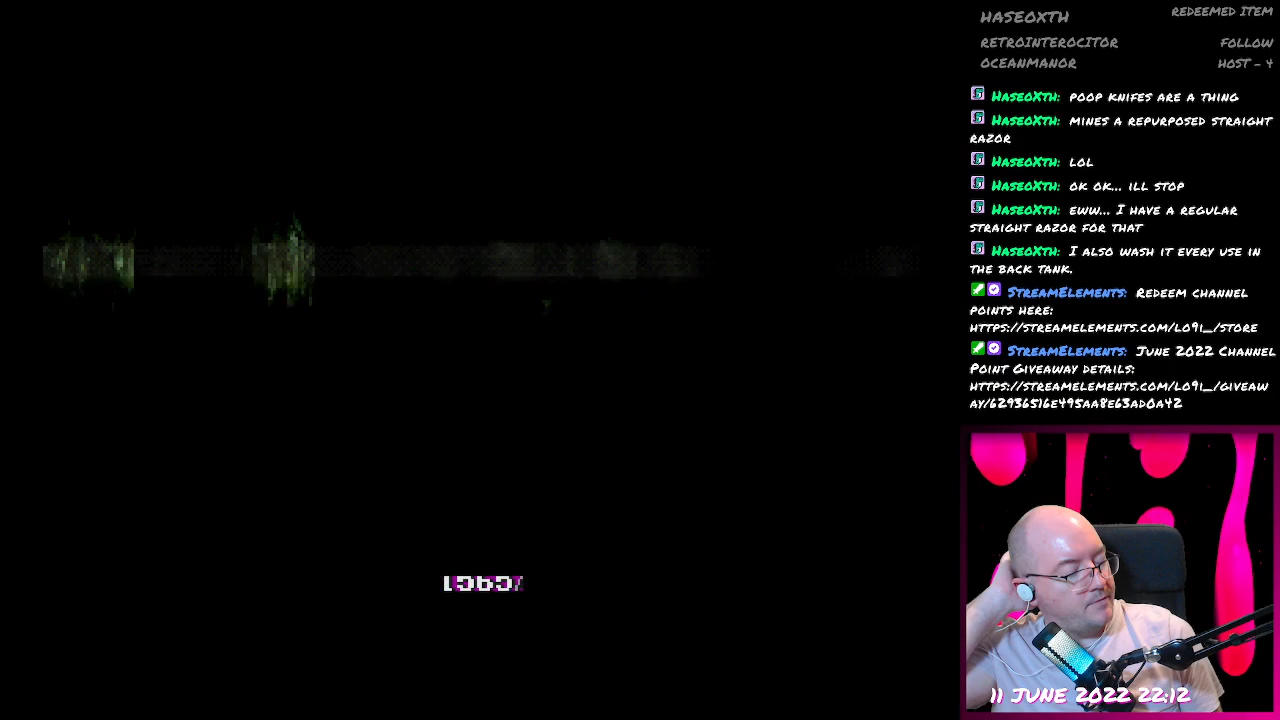 HASEOXTH REDEEMED ITEM
RETROINTEROCITOR FOLLOW
OCEANMANOR HOST - 4
HASEOXTH: POOP KNIFES ARE A THING
HASEOXTH: MINES A REPURPOSED STRAIGHT
RAZOR
HASEOXTH: LOL
HASEOXTH: OK OK... ILL STOP
HASEOXTH: EWW... I HAVE A REGULAR
STRAIGHT RAZOR FOR THAT
HASEOXTH: I ALSO WASH IT EVERY USE IN
THE BACK TANK.
STREAMELEMENTS: REDEEM CHANNEL
POINTS HERE:
HTTPS://STREAMELEMENTS.COM/LO9I_/STORE
STREAMELEMENTS: JUNE 2022 CHANNEL
POINT GIVEAWAY DETAILS:
HTTPS://STREAMELEMENTS.COM/LO9I_/GIVEAW
AY/62936516E495AA8E63AD0A42
11 JUNE 2022 22:12